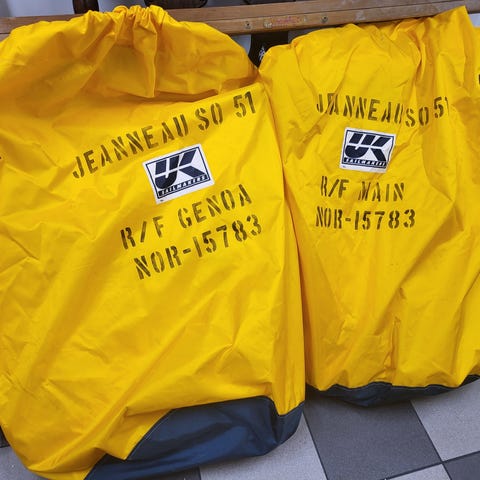 JEANNEAU SO 51
UK
SAILMAKERS
R/F GENOA
NOR-15783
JEANNEAU SO 51
UK
SAILMAKERS
R/F MAIN
NOR-15783